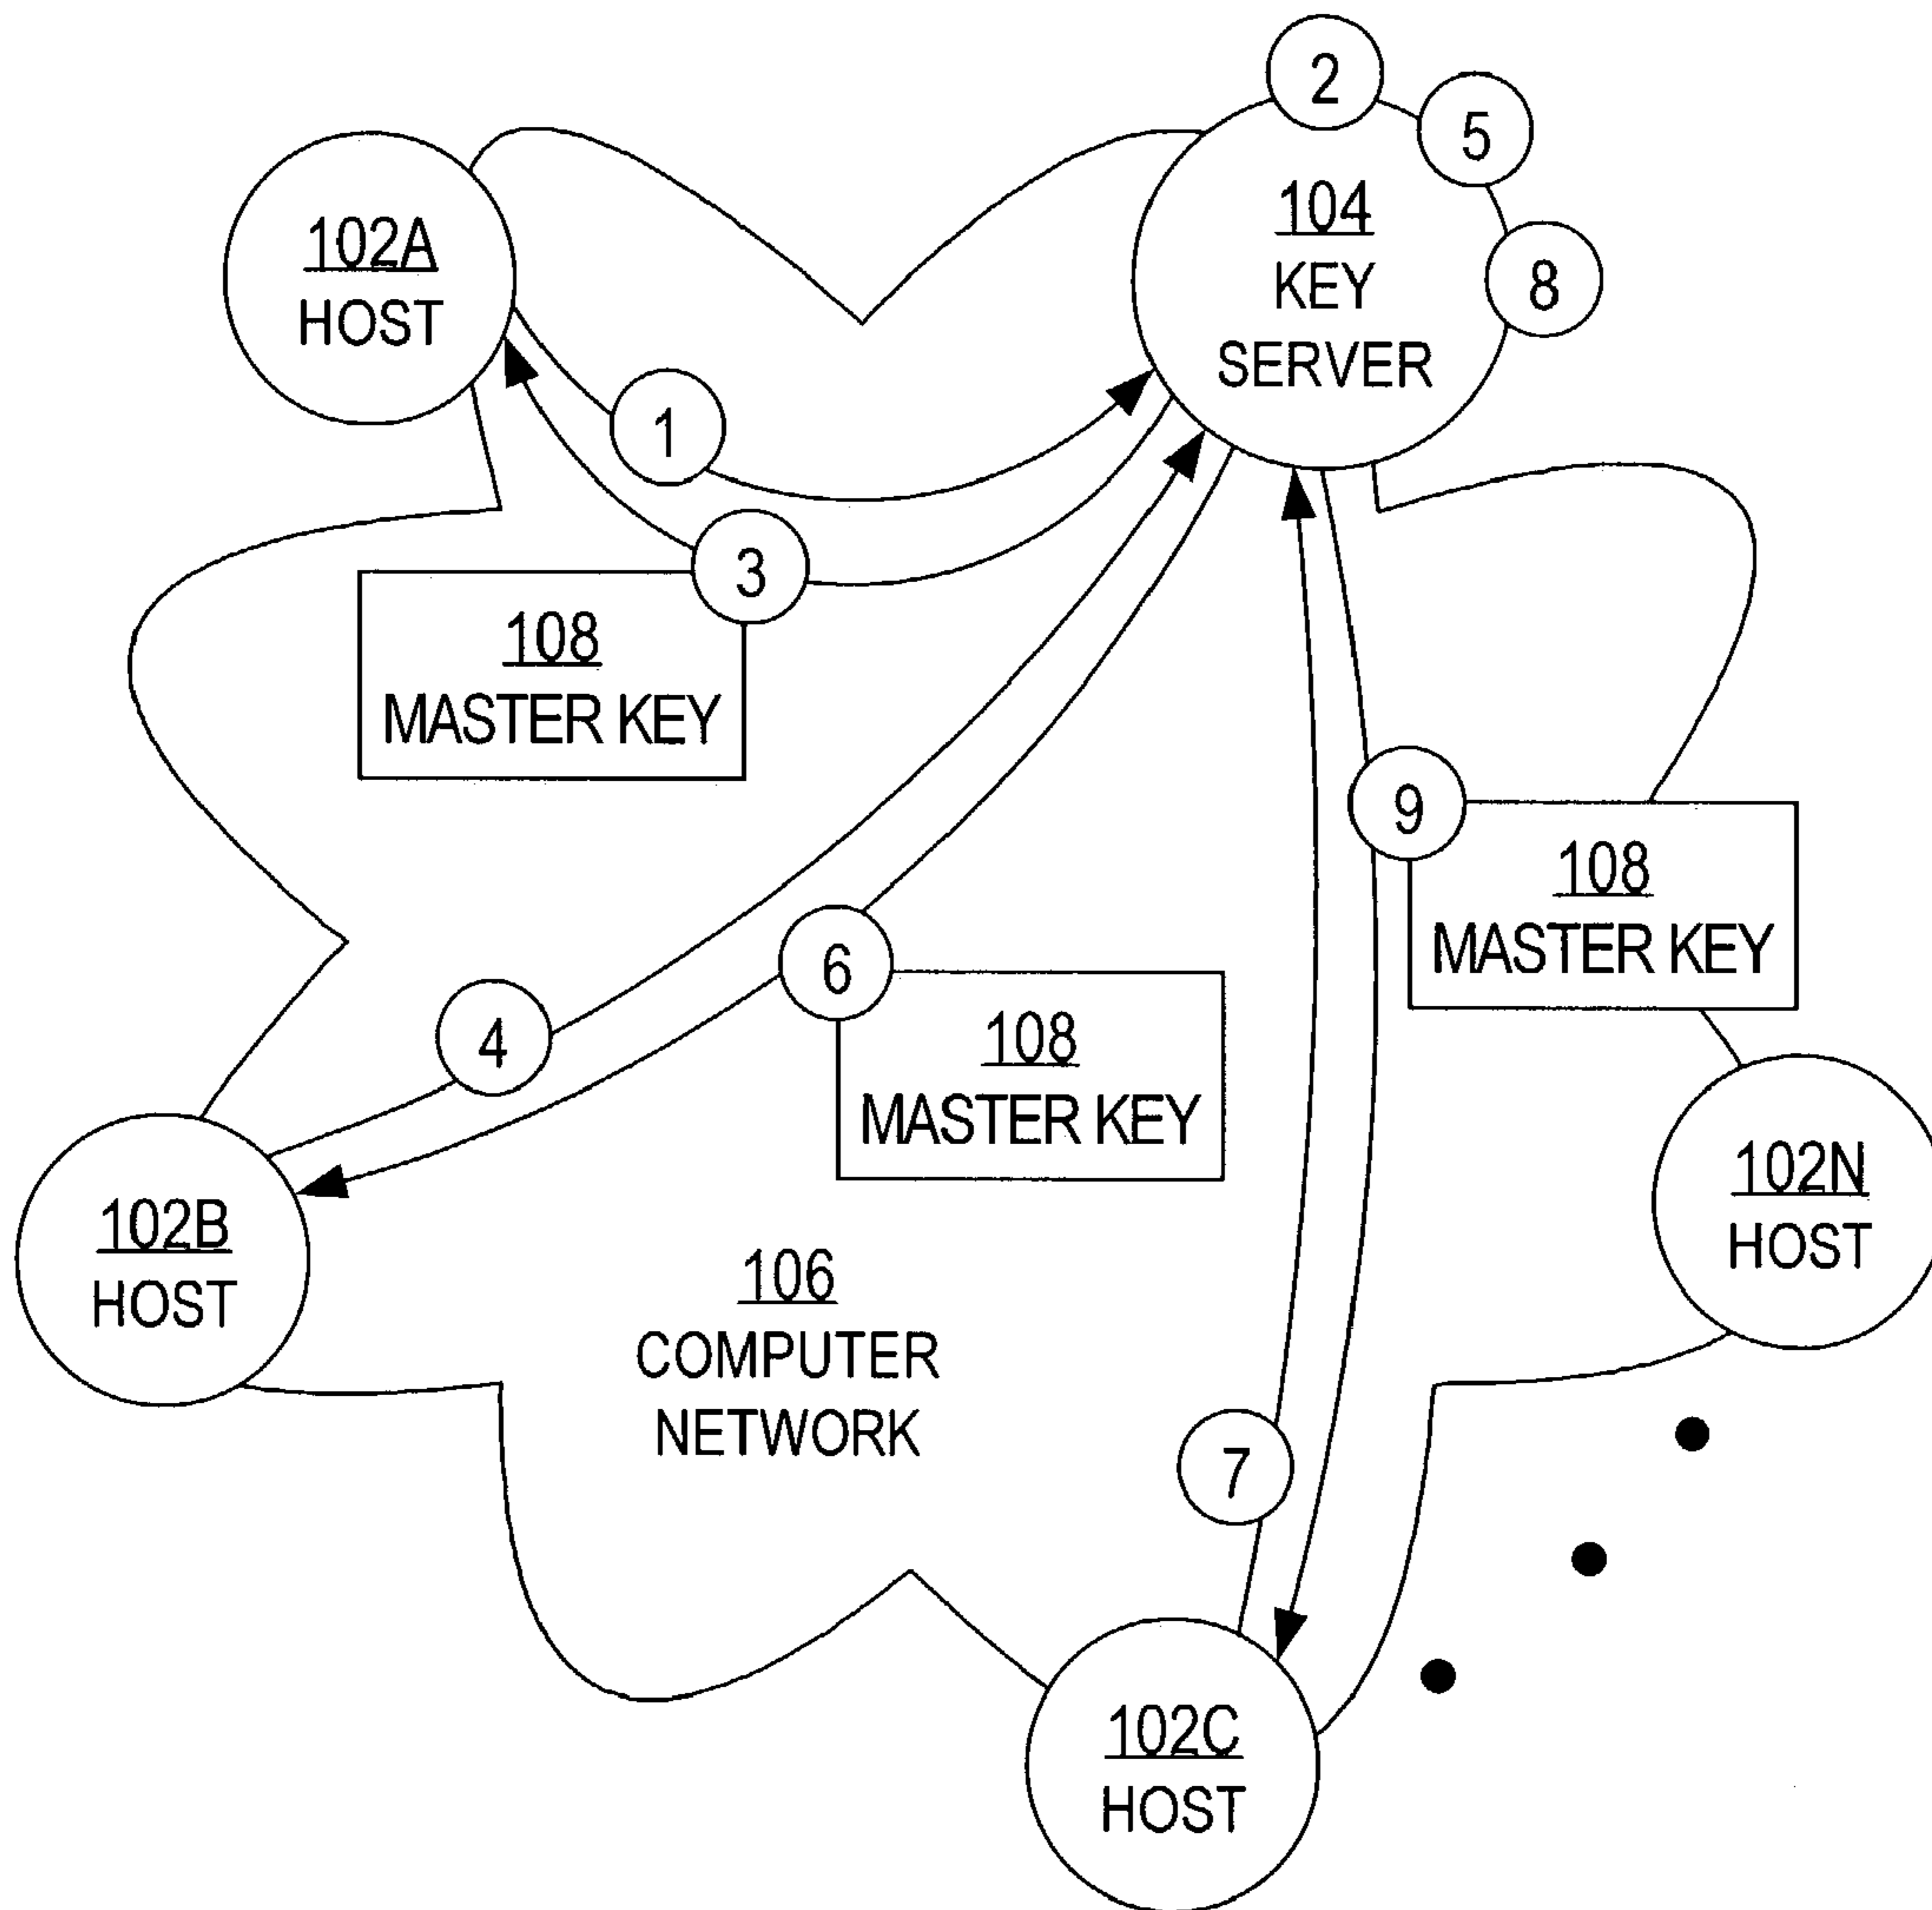 2
5
104
KEY
SERVER
8
102A
HOST
1
3
108
MASTER KEY
9
108
MASTER KEY
6
4
108
MASTER KEY
102N
HOST
102B
HOST
106
COMPUTER
NETWORK
7
102C
HOST